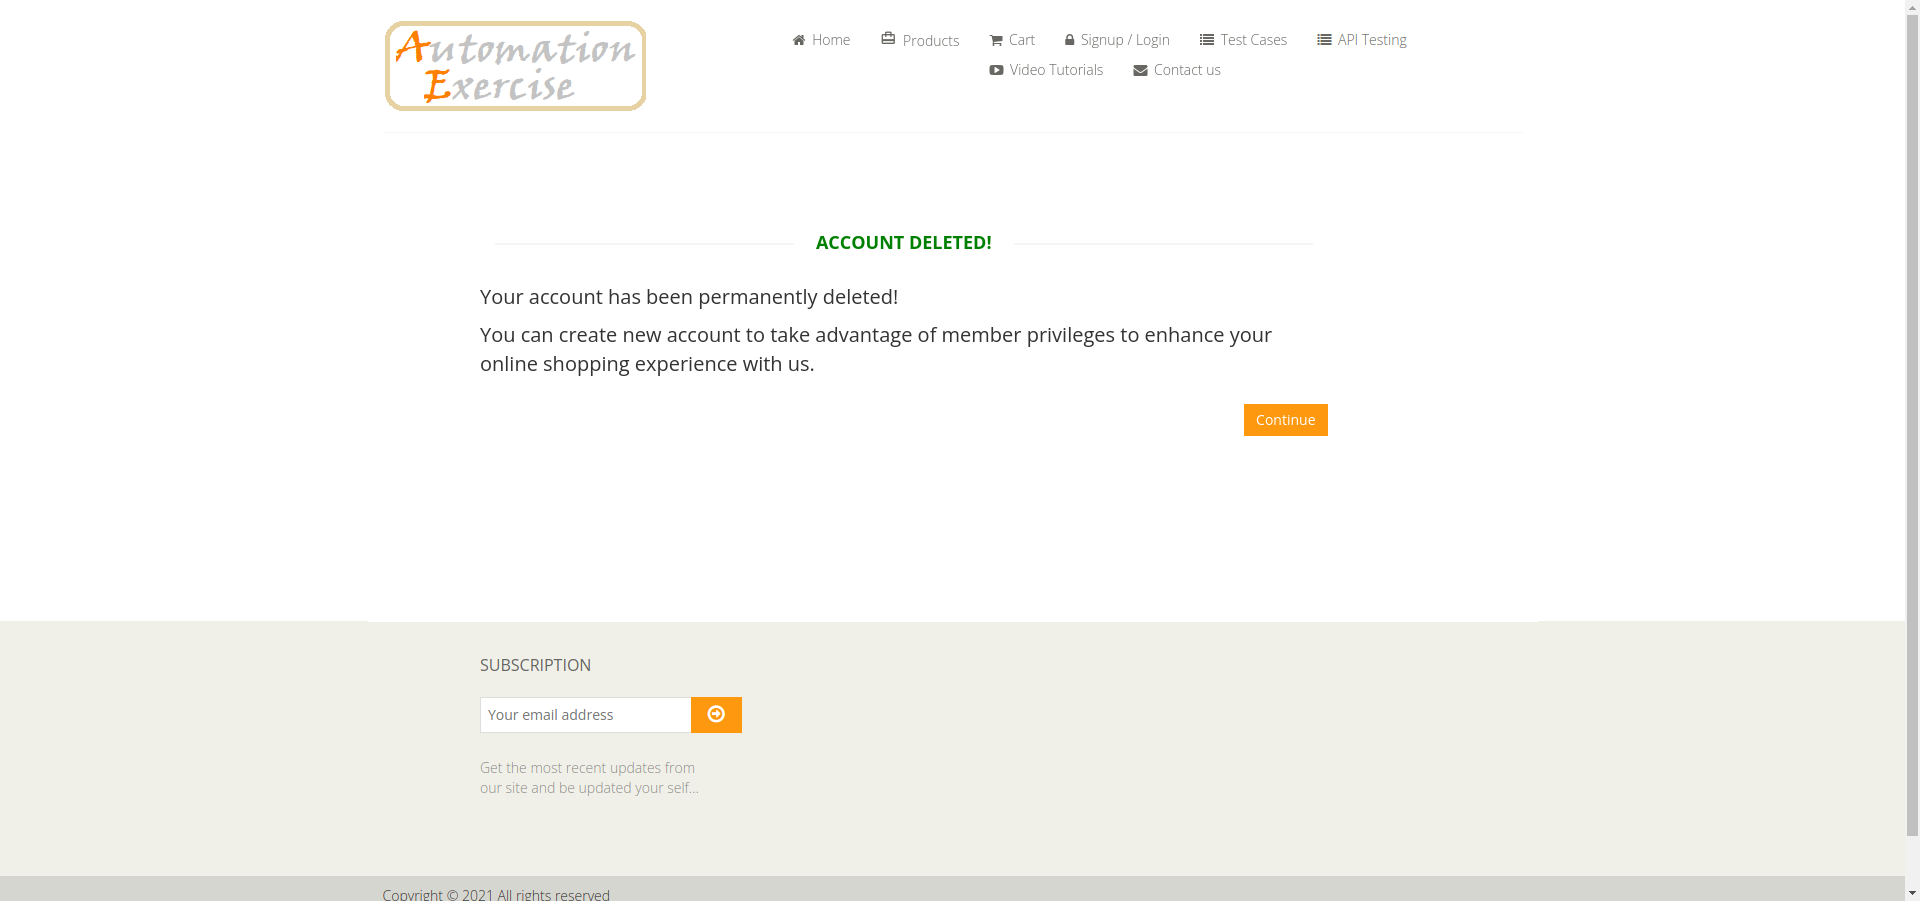 Automation
Exercise
Home
Products
Cart
Signup / Login
Test Cases
API Testing
Video Tutorials
Contact us
ACCOUNT DELETED!
Your account has been permanently deleted!
You can create new account to take advantage of member privileges to enhance your
online shopping experience with us.
Continue
SUBSCRIPTION
Your email address
Get the most recent updates from
our site and be updated your self...
Copyright © 2021 All rights reserved